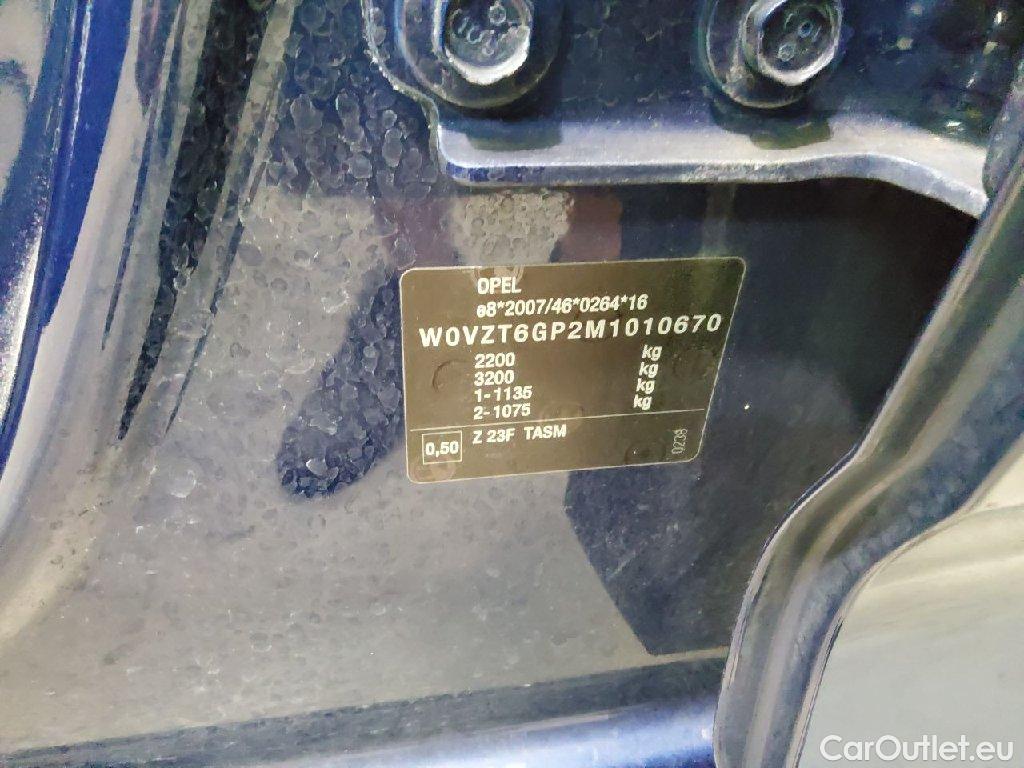 OPEL
e8*2007/46*0264*16
W0VZT6GP2M1010670
2200 kg
3200 kg
1-1135 kg
2-1075 kg
0,50 Z 23F TASM 0238
CarOutlet.eu